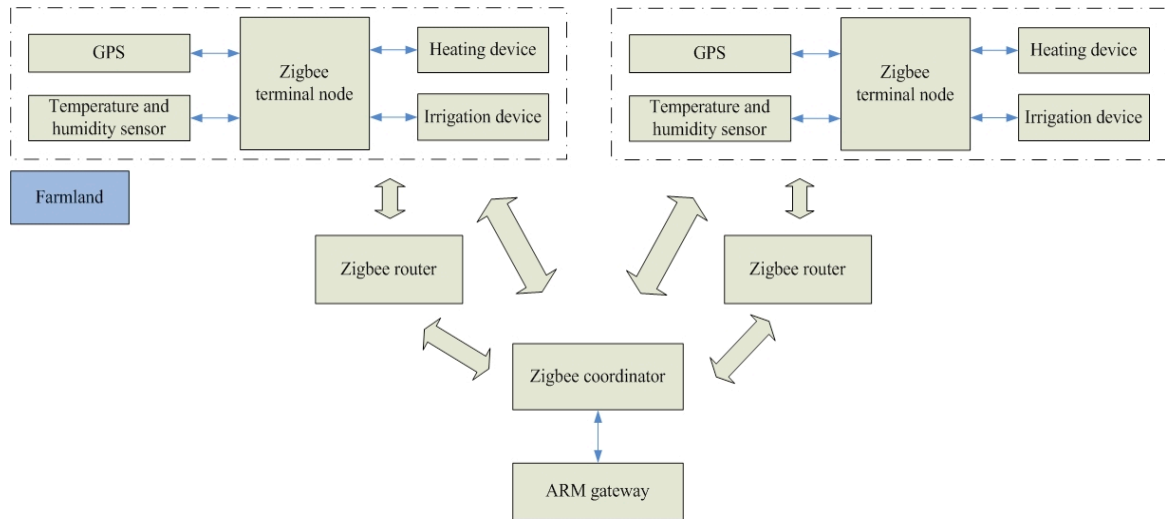 GPS
Temperature and
humidity sensor
Zigbee
terminal node
Heating device
Irrigation device
GPS
Temperature and
humidity sensor
Zigbee
terminal node
Heating device
Irrigation device
Farmland
Zigbee router
Zigbee router
Zigbee coordinator
ARM gateway